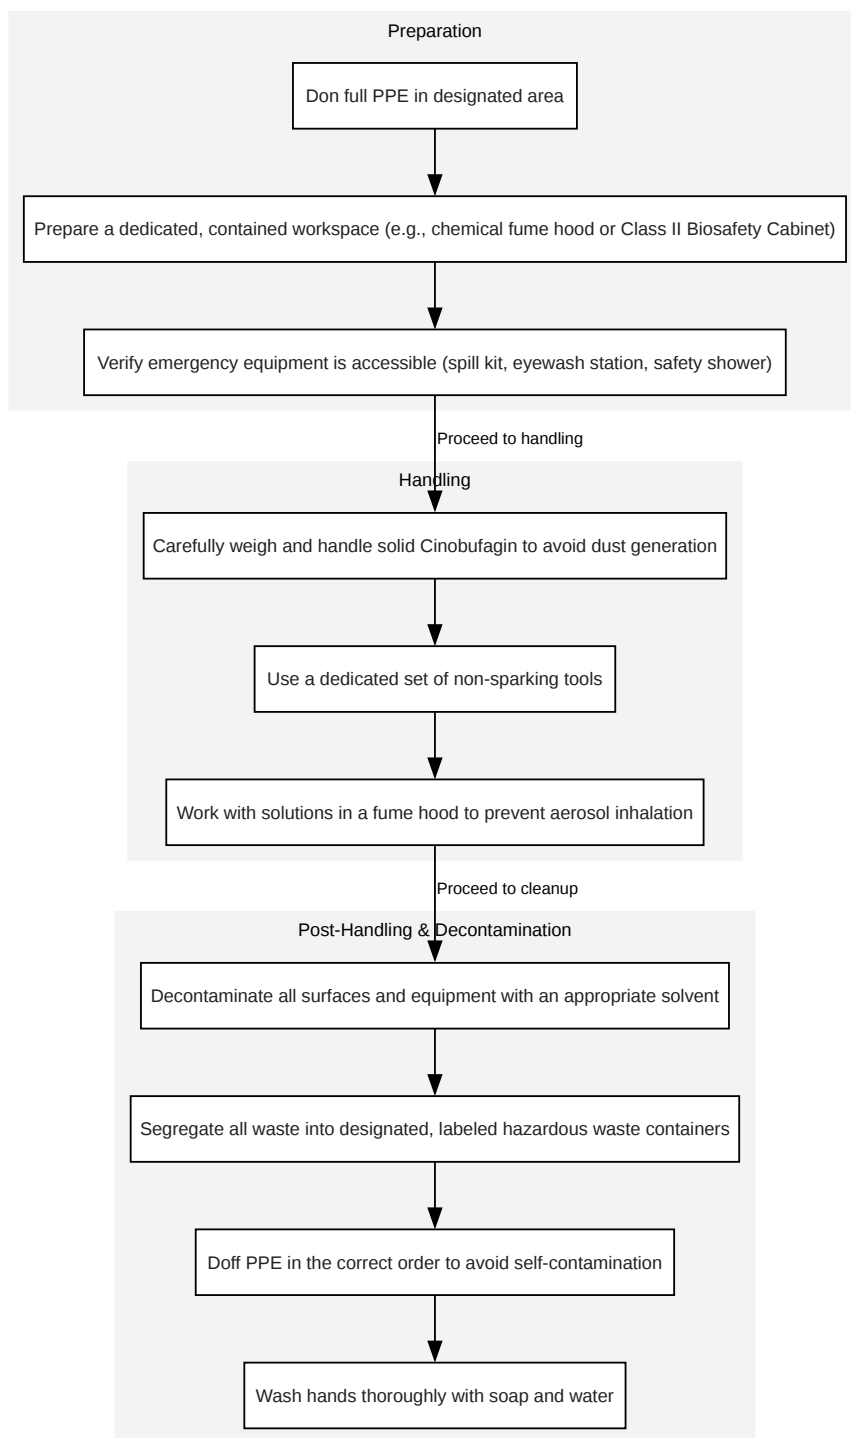 Preparation
Don full PPE in designated area
Prepare a dedicated, contained workspace (e.g., chemical fume hood or Class II Biosafety Cabinet)
Verify emergency equipment is accessible (spill kit, eyewash station, safety shower)
Proceed to handling
Handling
Carefully weigh and handle solid Cinobufagin to avoid dust generation
Use a dedicated set of non-sparking tools
Work with solutions in a fume hood to prevent aerosol inhalation
Proceed to cleanup
Post-Handling & Decontamination
Decontaminate all surfaces and equipment with an appropriate solvent
Segregate all waste into designated, labeled hazardous waste containers
Doff PPE in the correct order to avoid self-contamination
Wash hands thoroughly with soap and water